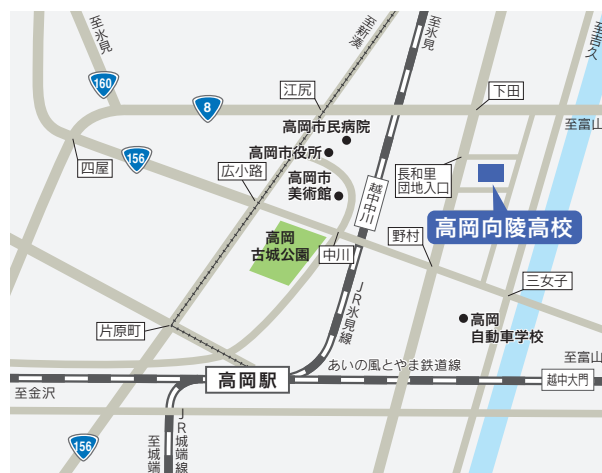 至氷見
至新湊
至氷見
至吉久
160
8
江尻
下田
至富山
高岡市民病院
高岡市役所
156
四屋
広小路
高岡市
美術館
越中中川
長和里
団地入口
高岡向陵高校
高岡
古城公園
中川
野村
三女子
JR氷見線
片原町
高岡
自動車学校
あいの風とやま鉄道線
至富山
高岡駅
越中大門
至金沢
JR城端線
至城端
156